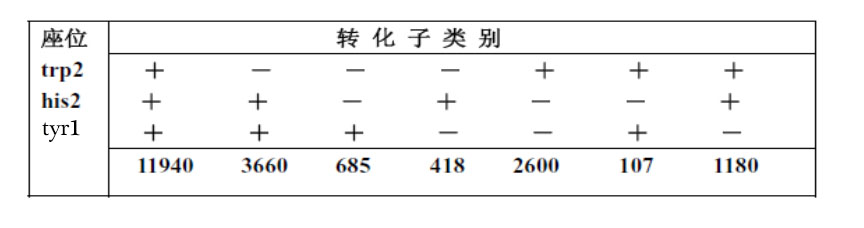 座位 转化子类别
trp2 + − − − + + +
his2 + + − + − − +
tyr1 + + + − − + −
11940 3660 685 418 2600 107 1180